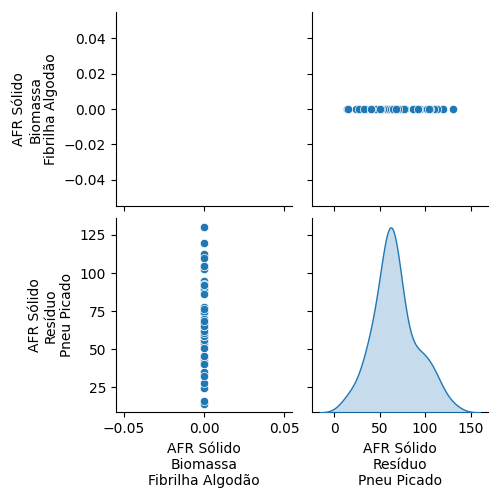 AFR Sólido
Biomassa
Fibrilha Algodão
0.04
0.02
0.00
−0.02
−0.04
AFR Sólido
Resíduo
Pneu Picado
125
100
75
50
25
−0.05
0.00
0.05
AFR Sólido
Biomassa
Fibrilha Algodão
0
50
100
150
AFR Sólido
Resíduo
Pneu Picado